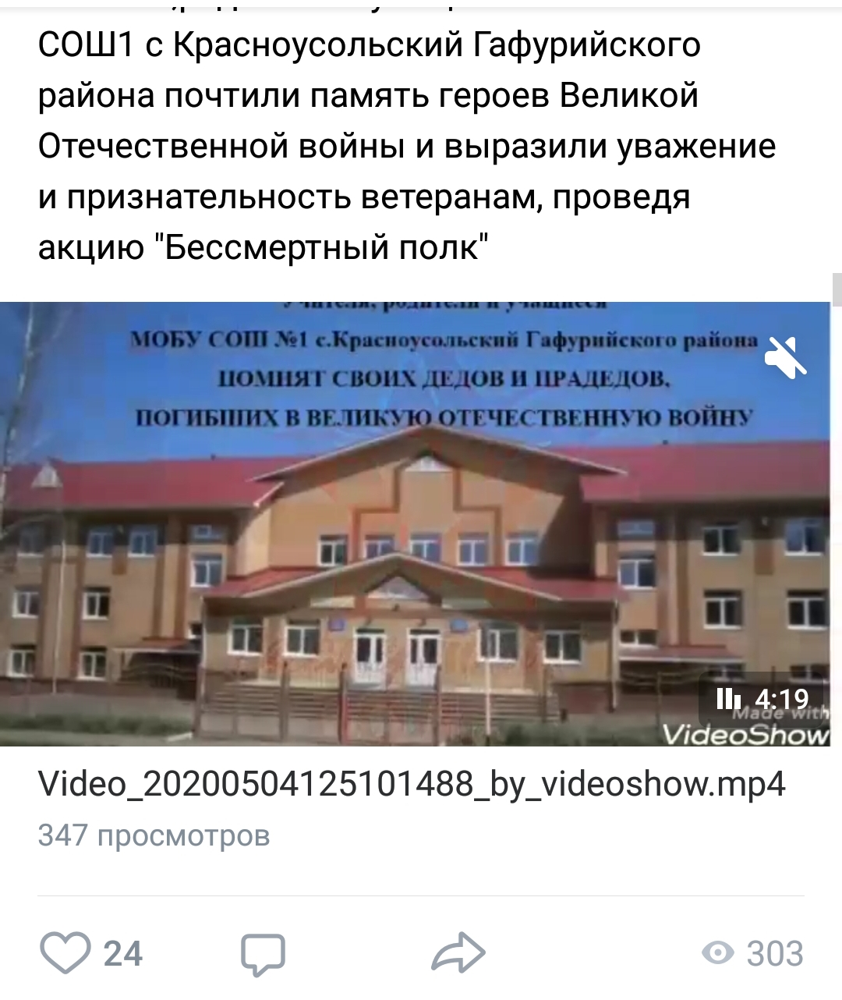 СОШ1 с Красноусольский Гафурийского
района почтили память героев Великой
Отечественной войны и выразили уважение
и признательность ветеранам, проведя
акцию "Бессмертный полк"
Учителя, родители и учащиеся
МОБУ СОШ №1 с.Красноусольский Гафурийского района
ПОМНЯТ СВОИХ ДЕДОВ И ПРАДЕДОВ,
ПОГИБШИХ В ВЕЛИКУЮ ОТЕЧЕСТВЕННУЮ ВОЙНУ
4:19
Made with
VideoShow
Video_20200504125101488_by_videoshow.mp4
347 просмотров
24
303